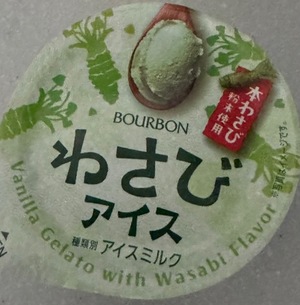 本わさび
粉末使用
BOURBON
わさび
アイス
種類別 アイスミルク
Vanilla Gelato with Wasabi Flavor